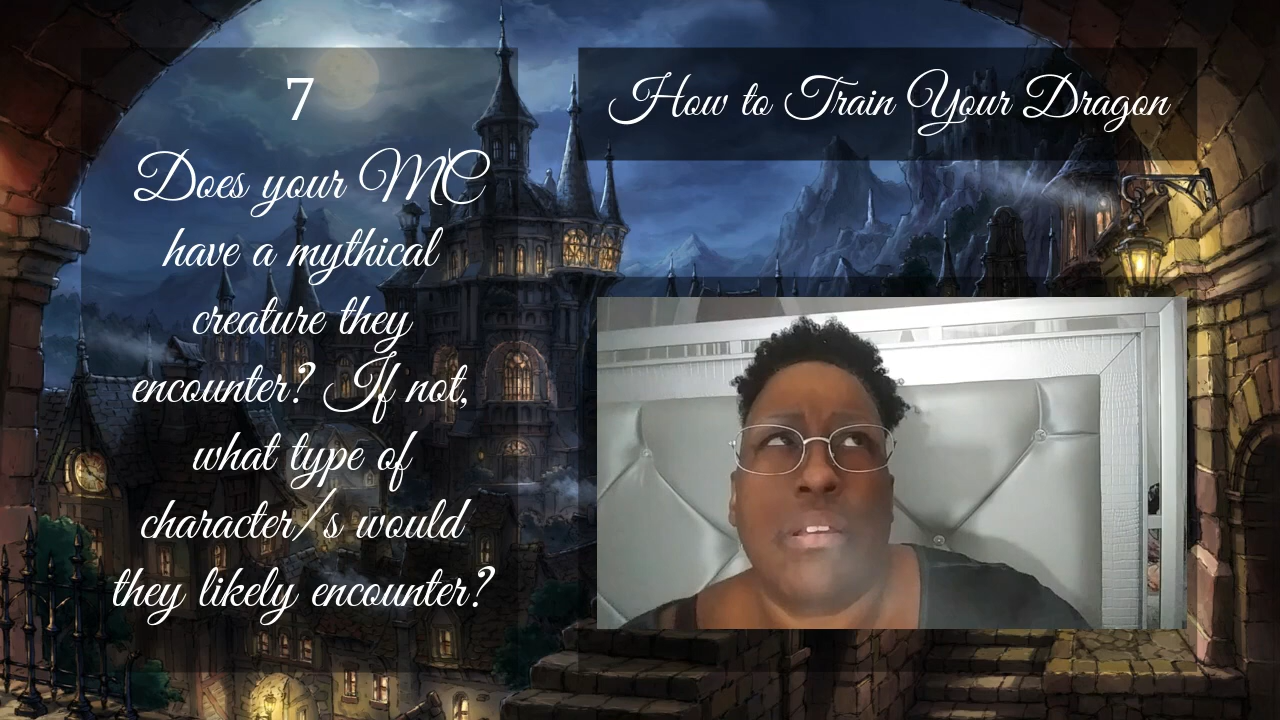 7
Does your MC
have a mythical
creature they
encounter? If not,
what type of
character/s would
they likely encounter?
How to Train Your Dragon